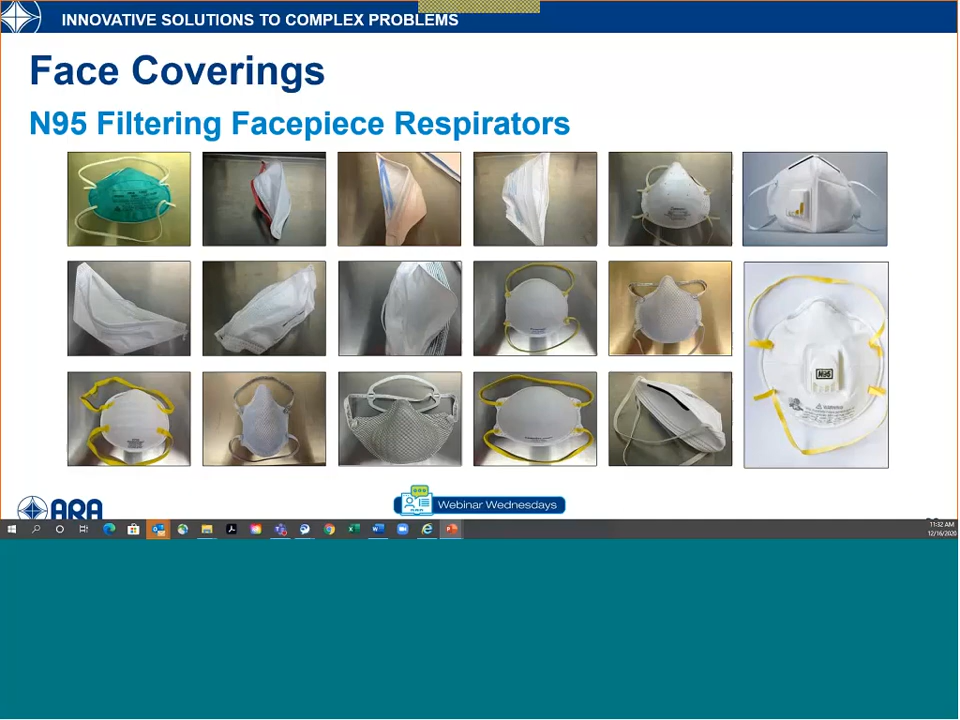 INNOVATIVE SOLUTIONS TO COMPLEX PROBLEMS
Face Coverings
N95 Filtering Facepiece Respirators
N95
WARNING
ARA
Webinar Wednesdays
11:32 AM
12/16/2020